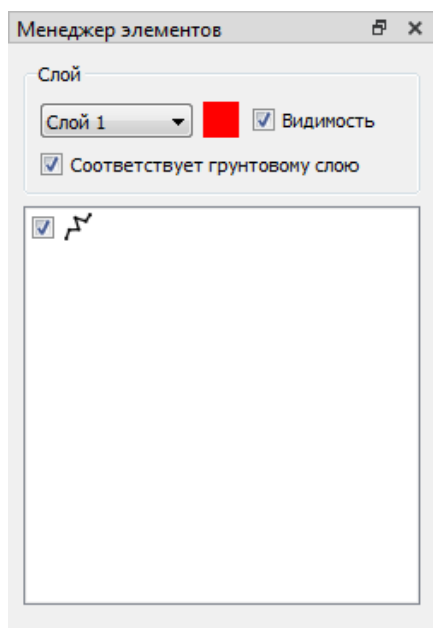 Менеджер элементов
Слой
Слой 1
Видимость
Соответствует грунтовому слою